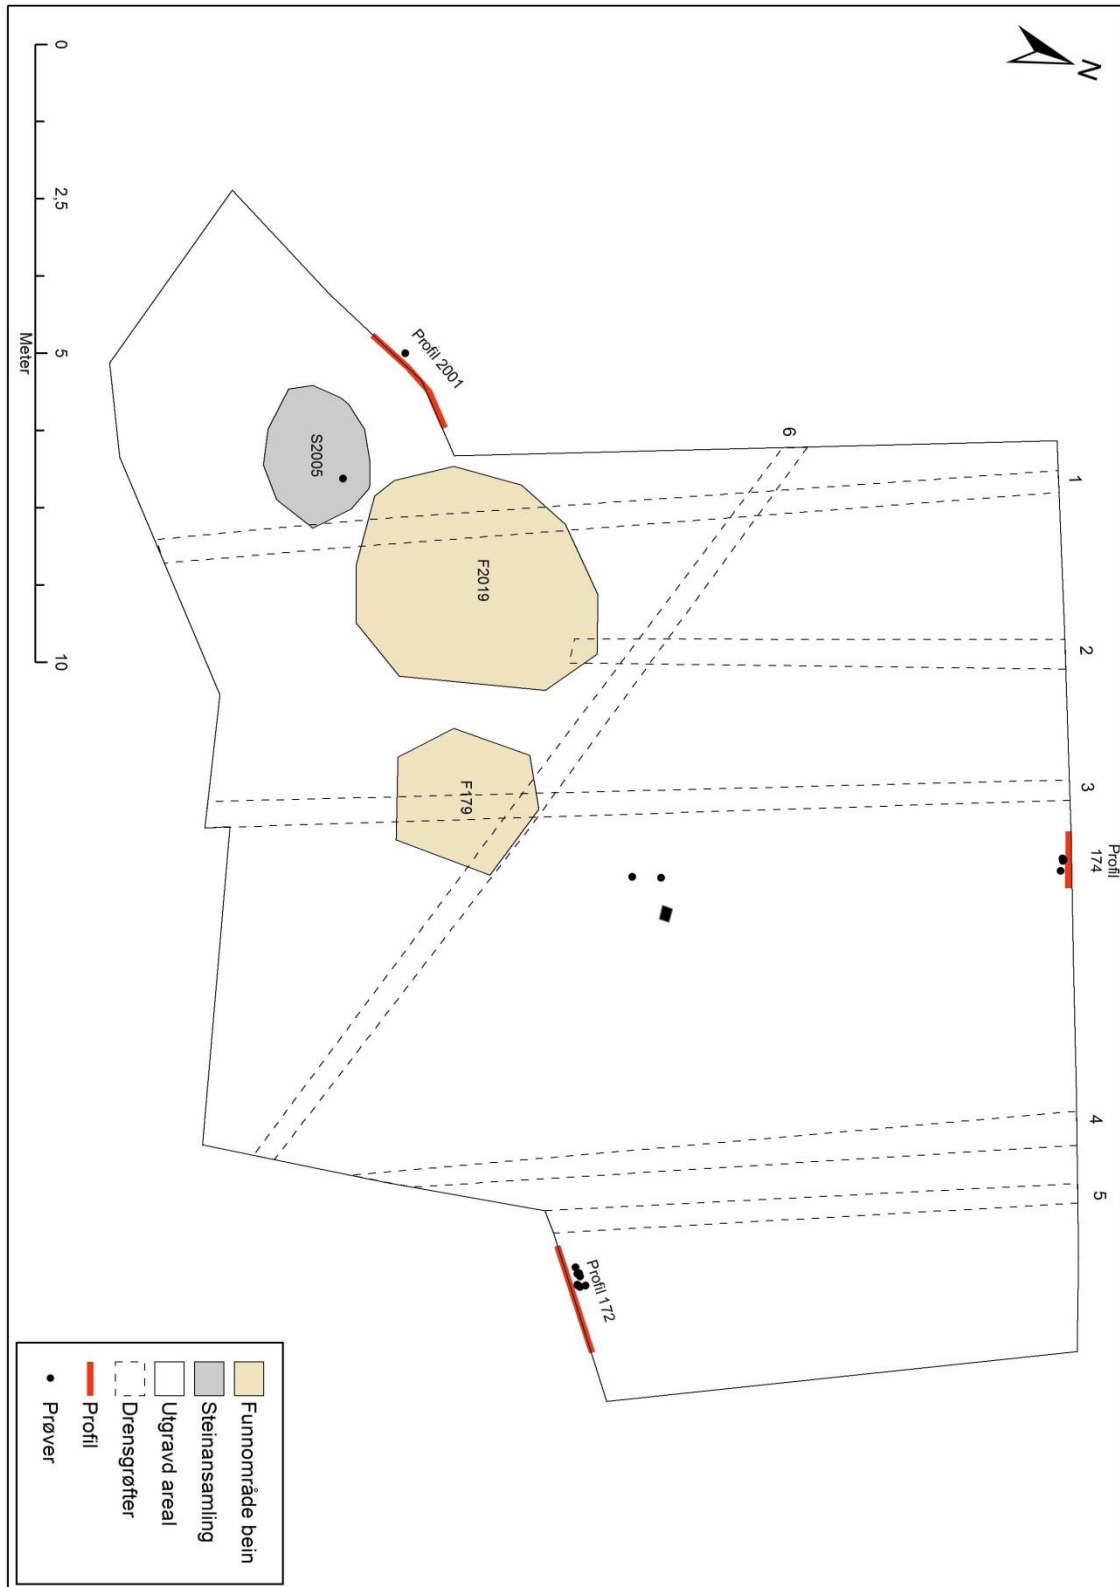 N
0
2,5
5
10
Meter
Profil 2001
S2005
F2019
F179
6
1
2
3
Profil
174
4
5
Profil 172
Funnområde bein
Steinansamling
Utgravd areal
Drensgrøfter
Profil
Prøver